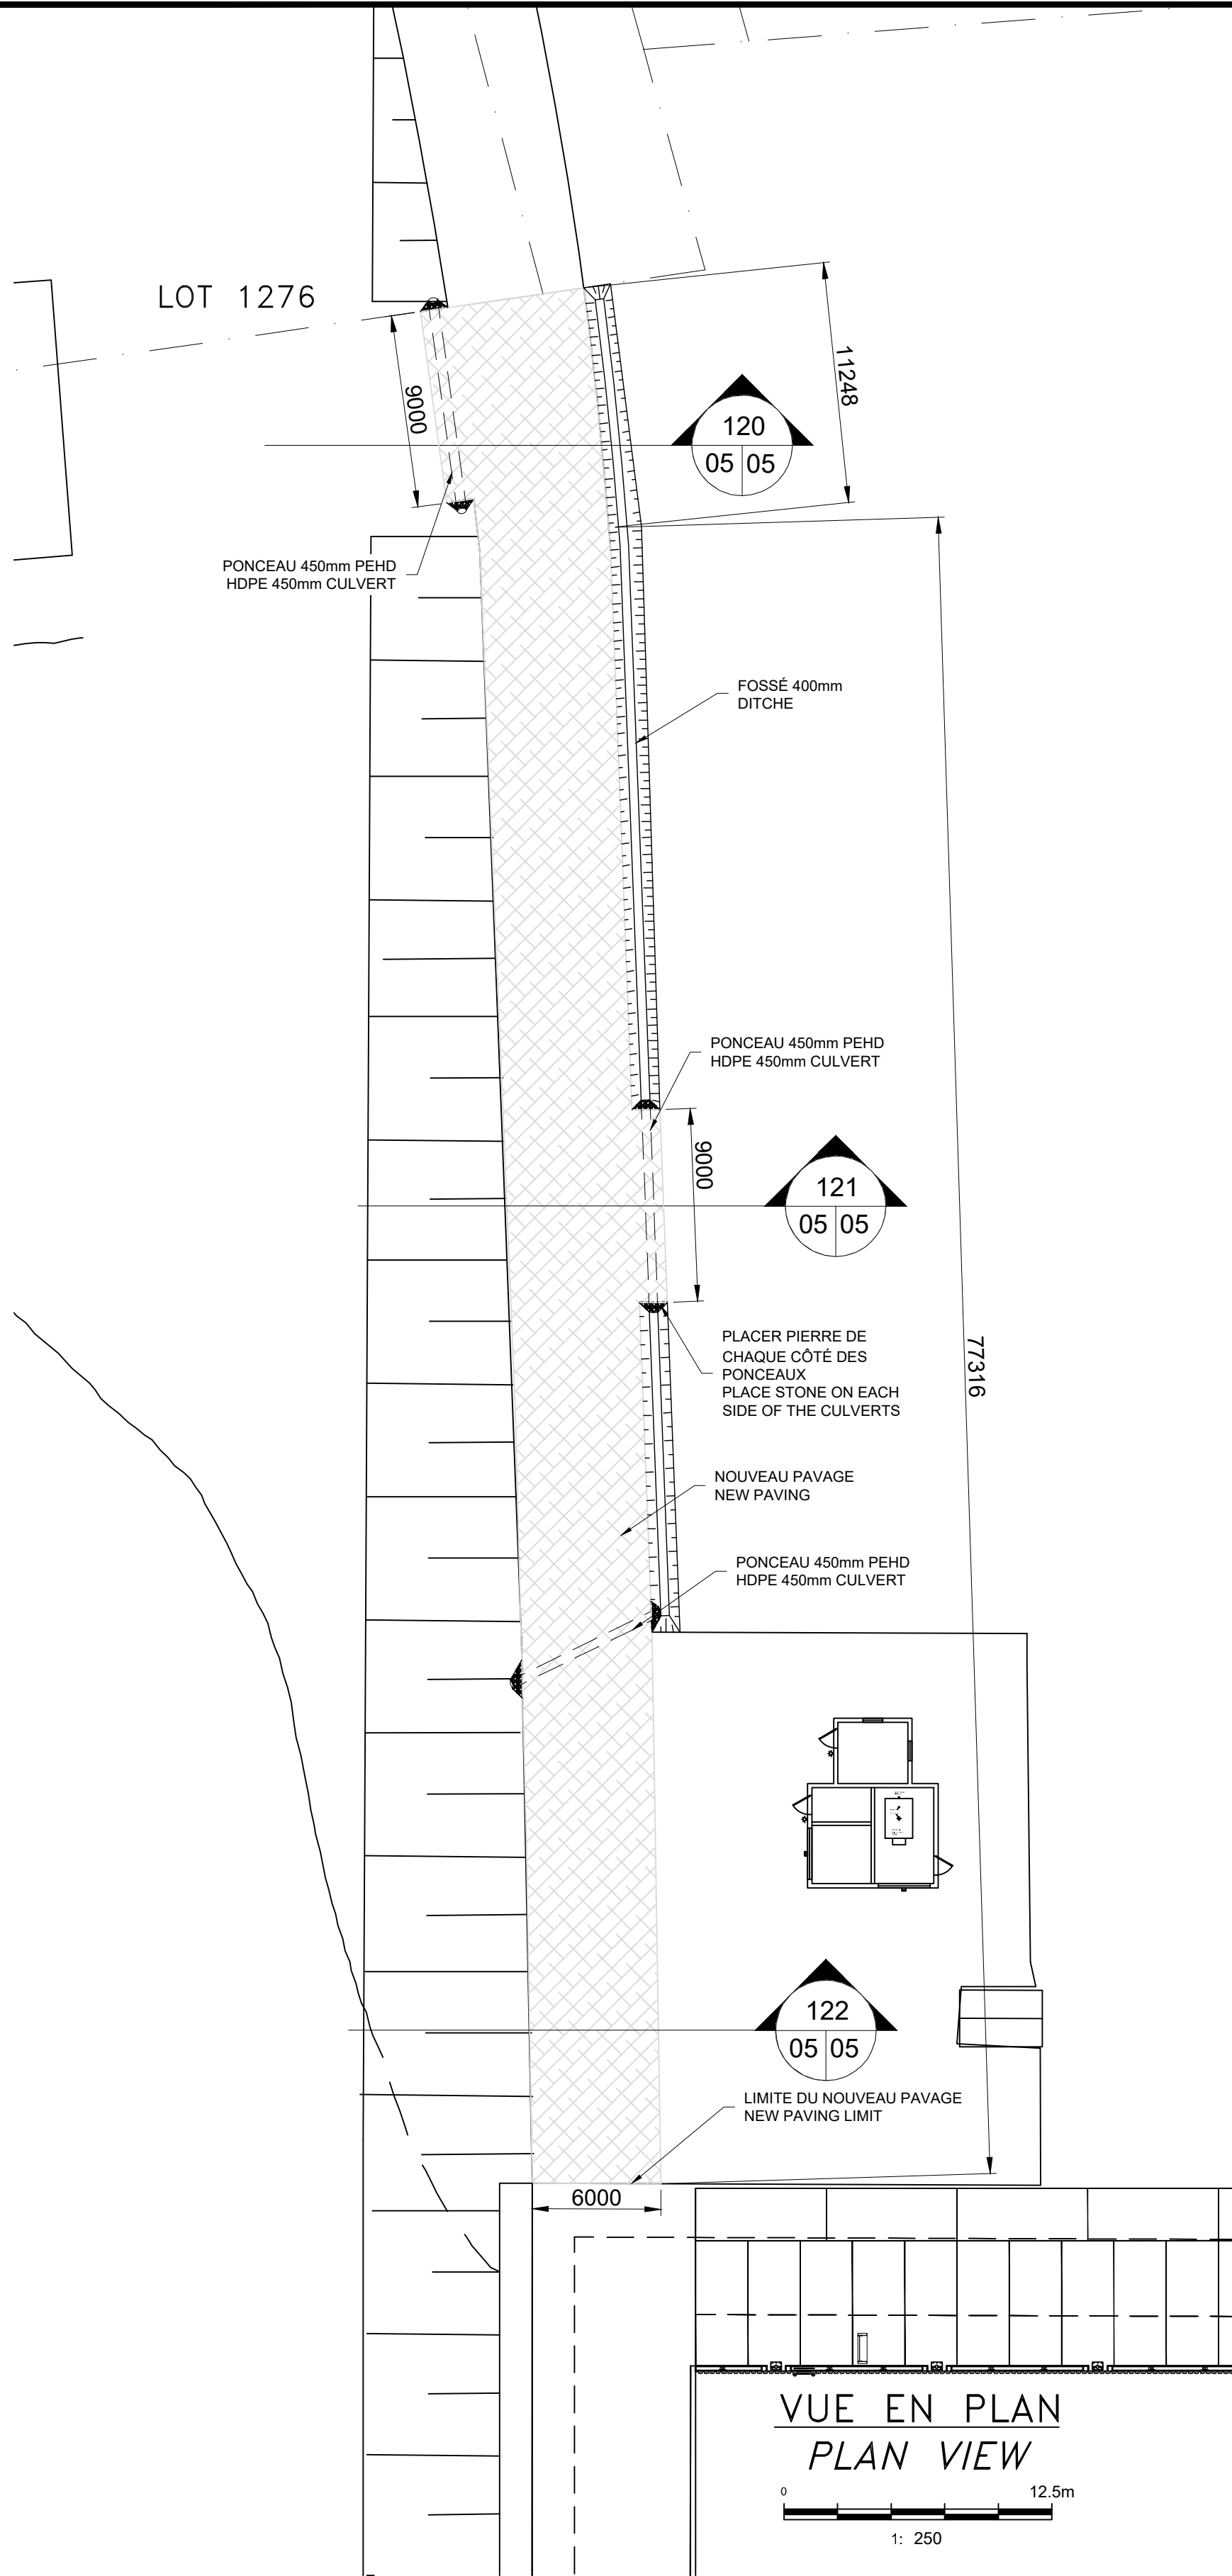 LOT 1276
11248
9000
120
05 05
PONCEAU 450mm PEHD
HDPE 450mm CULVERT
FOSSÉ 400mm
DITCHE
PONCEAU 450mm PEHD
HDPE 450mm CULVERT
9000
121
05 05
77316
PLACER PIERRE DE
CHAQUE CÔTÉ DES
PONCEAUX
PLACE STONE ON EACH
SIDE OF THE CULVERTS
NOUVEAU PAVAGE
NEW PAVING
PONCEAU 450mm PEHD
HDPE 450mm CULVERT
122
05 05
LIMITE DU NOUVEAU PAVAGE
NEW PAVING LIMIT
6000
VUE EN PLAN
PLAN VIEW
0 12.5m
1: 250